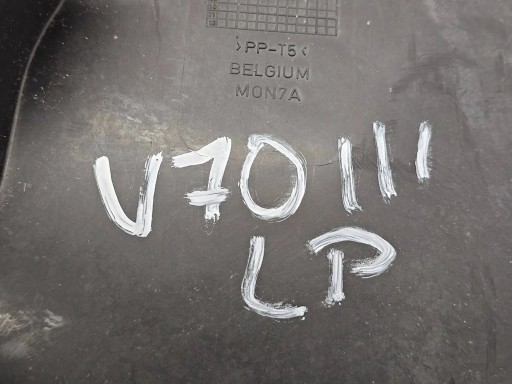 >PP-T5<
BELGIUM
MON7A
V70 III
LP